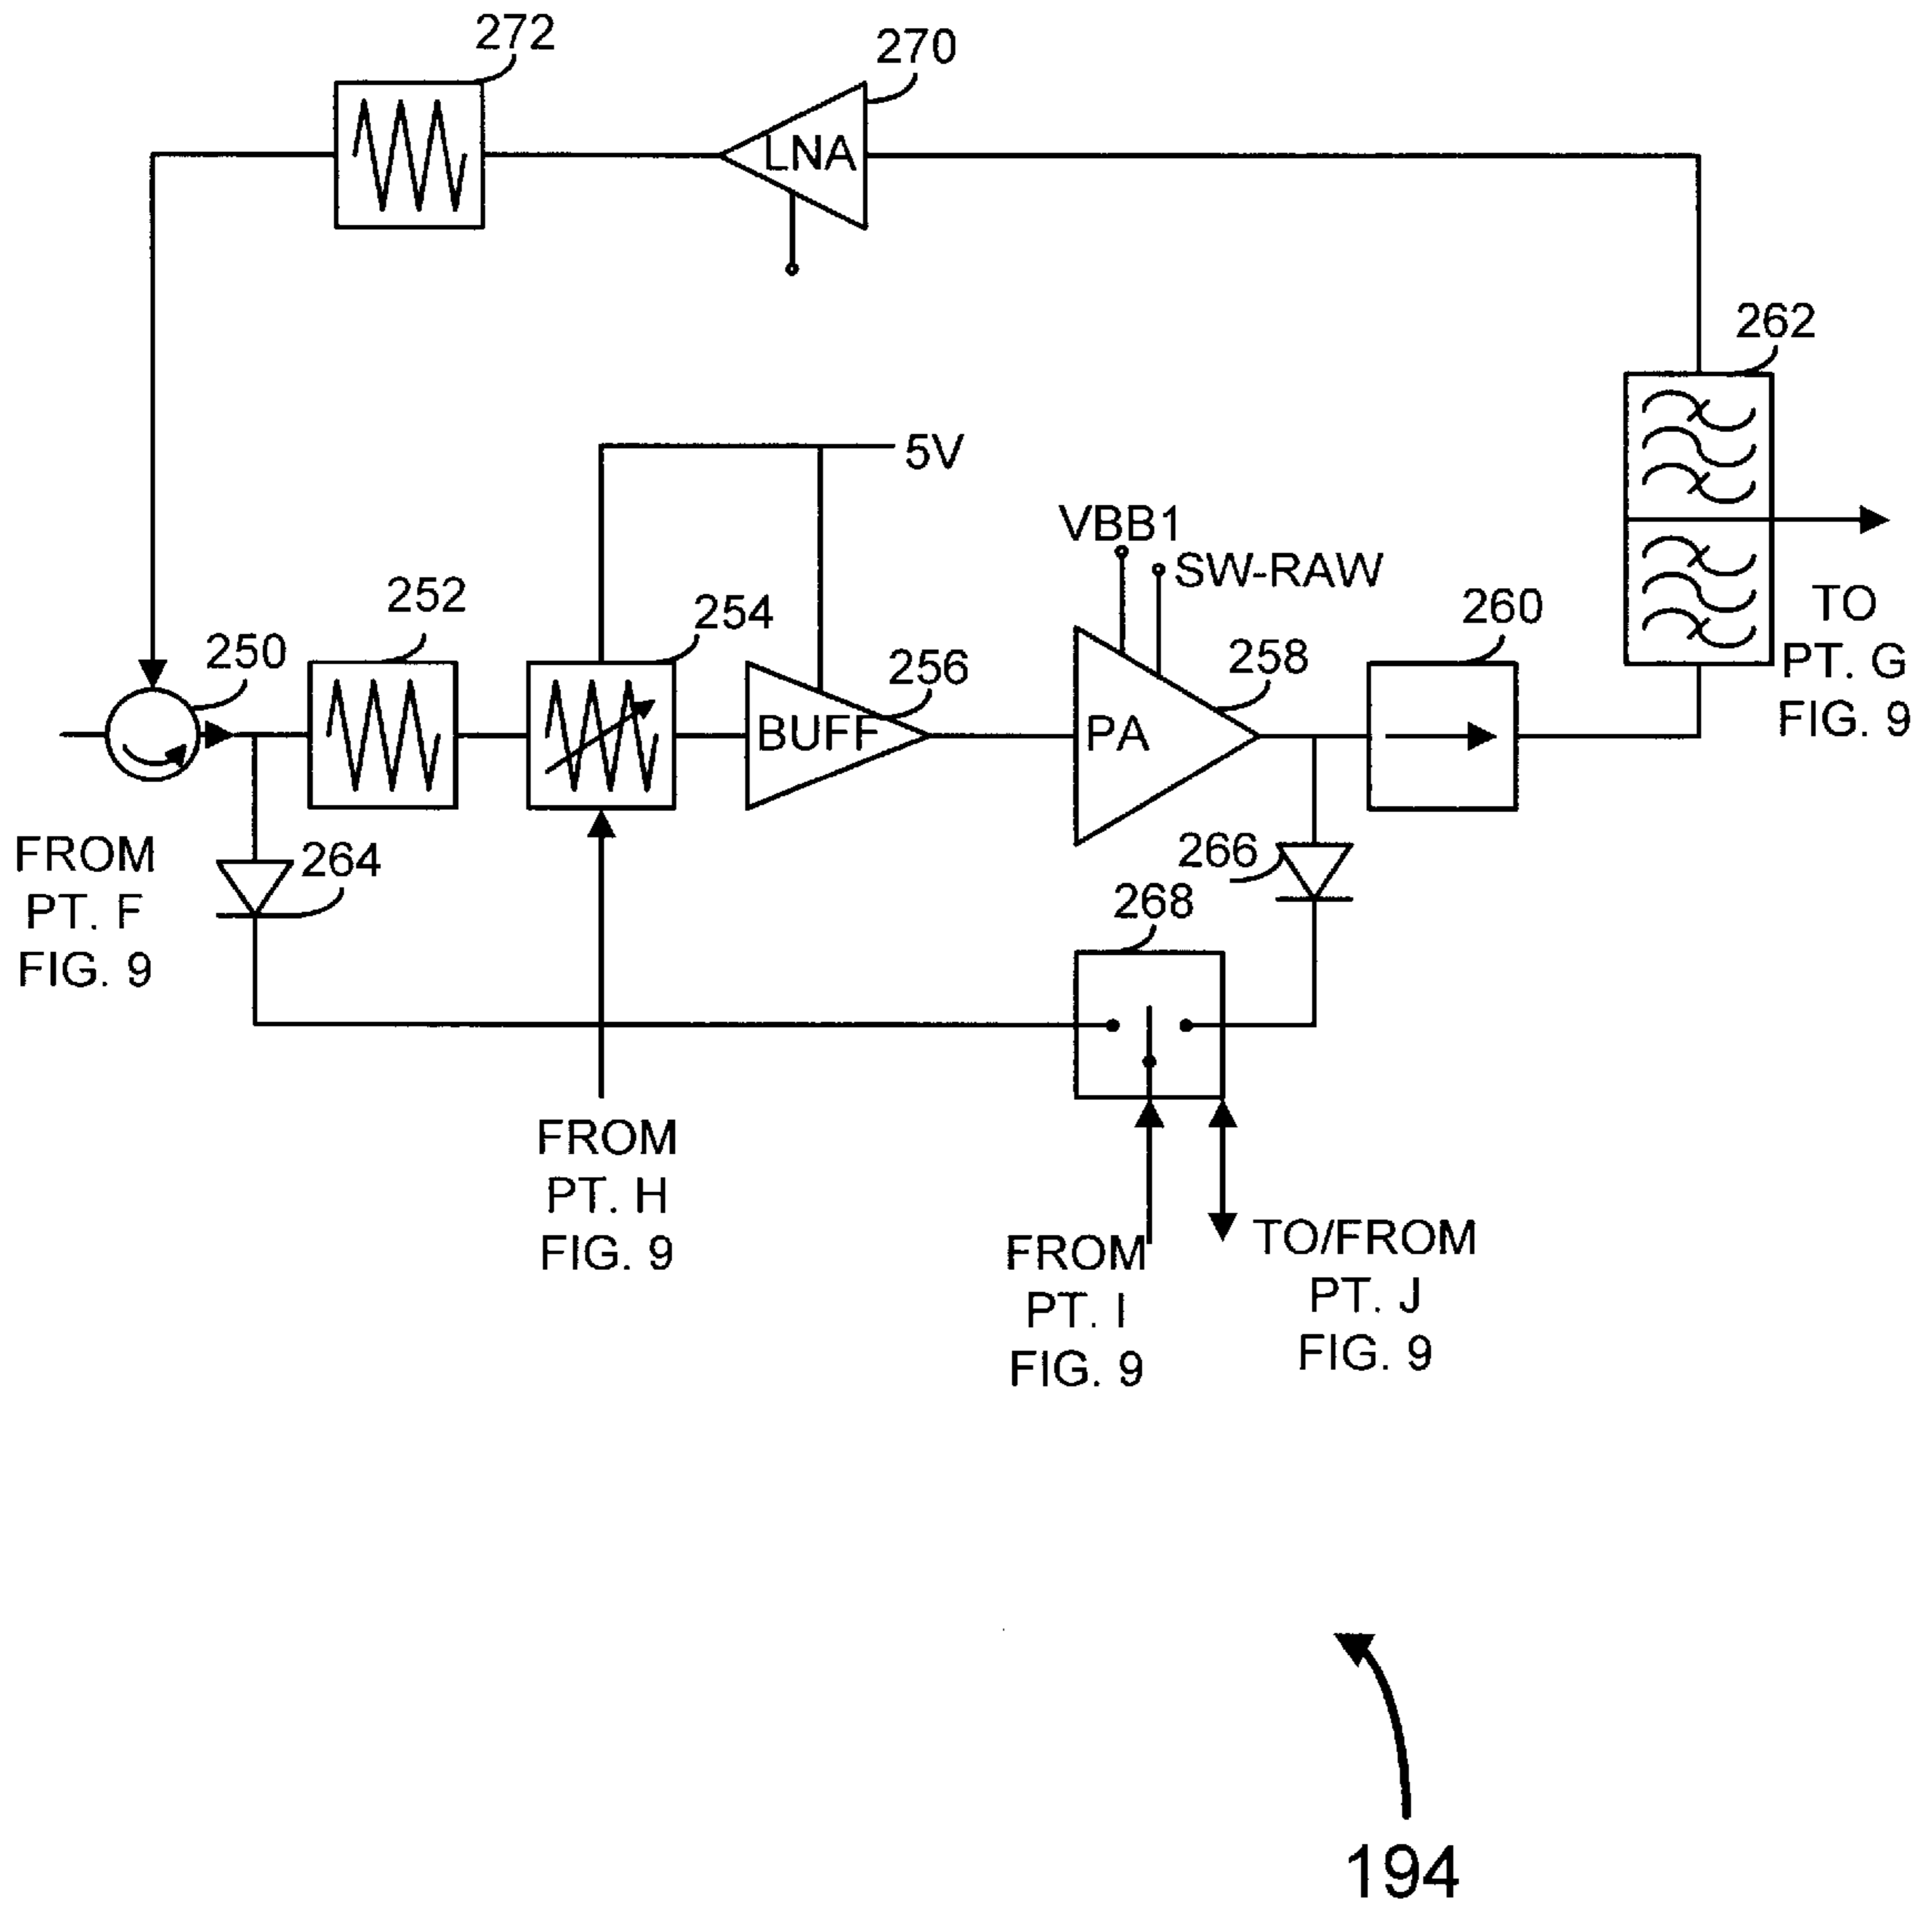 272
270
LNA
262
5V
VBB1
SW-RAW
252
254
260
TO
PT. G
FIG. 9
250
256
258
BUFF
PA
FROM
PT. F
FIG. 9
264
266
268
FROM
PT. H
FIG. 9
FROM
PT. I
FIG. 9
TO/FROM
PT. J
FIG. 9
194